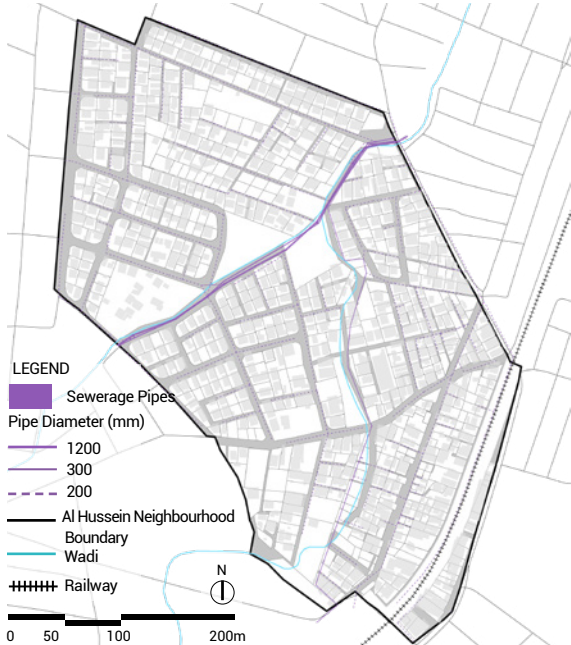 LEGEND
Sewerage Pipes
Pipe Diameter (mm)
1200
300
200
Al Hussein Neighbourhood
Boundary
Wadi
Railway
N
0 50 100 200m